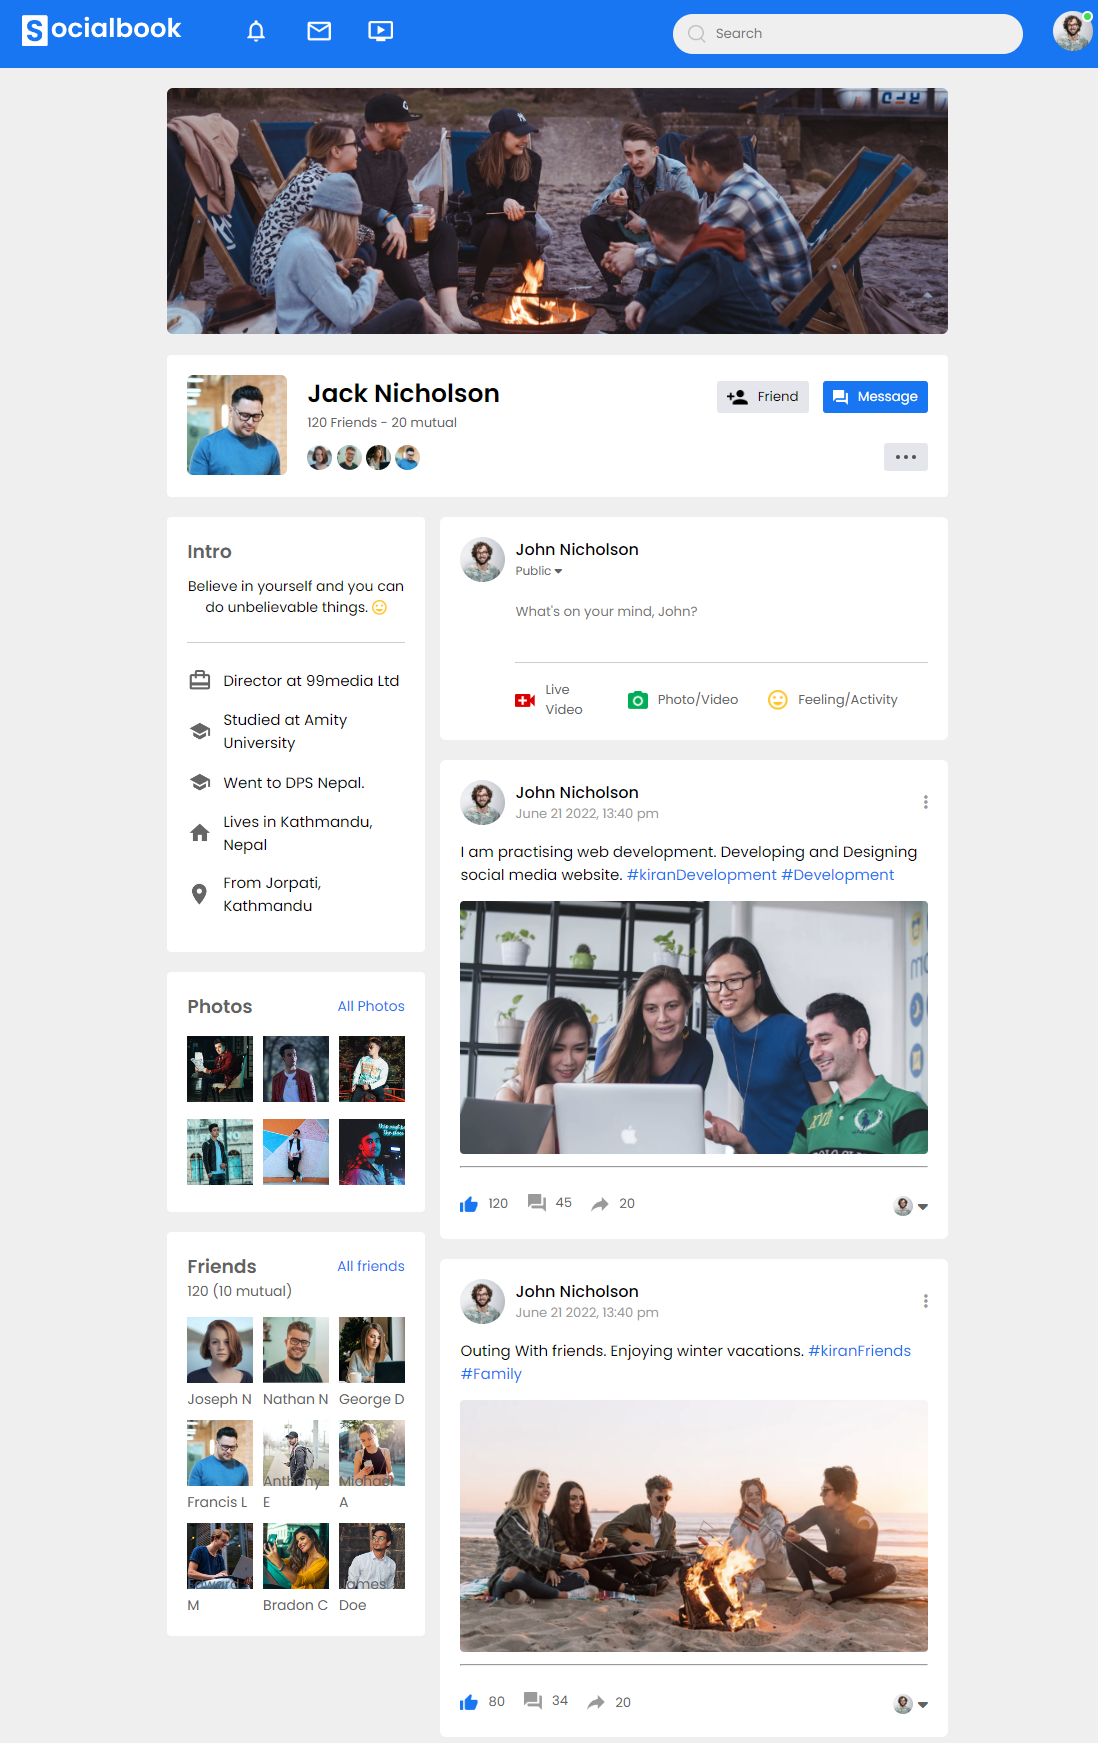 Socialbook
Search
Jack Nicholson
120 Friends - 20 mutual
Friend
Message
Intro
Believe in yourself and you can
do unbelievable things.
Director at 99media Ltd
Studied at Amity
University
Went to DPS Nepal.
Lives in Kathmandu,
Nepal
From Jorpati,
Kathmandu
Photos
All Photos
Friends
All friends
120 (10 mutual)
Joseph N
Nathan N
George D
Francis L
Anthony
E
Michael
A
Edward
M
Bradon C
James
Doe
John Nicholson
Public
What's on your mind, John?
Live
Video
Photo/Video
Feeling/Activity
John Nicholson
June 21 2022, 13:40 pm
I am practising web development. Developing and Designing
social media website. #kiranDevelopment #Development
XVII
120
45
20
John Nicholson
June 21 2022, 13:40 pm
Outing With friends. Enjoying winter vacations. #kiranFriends
#Family
80
34
20